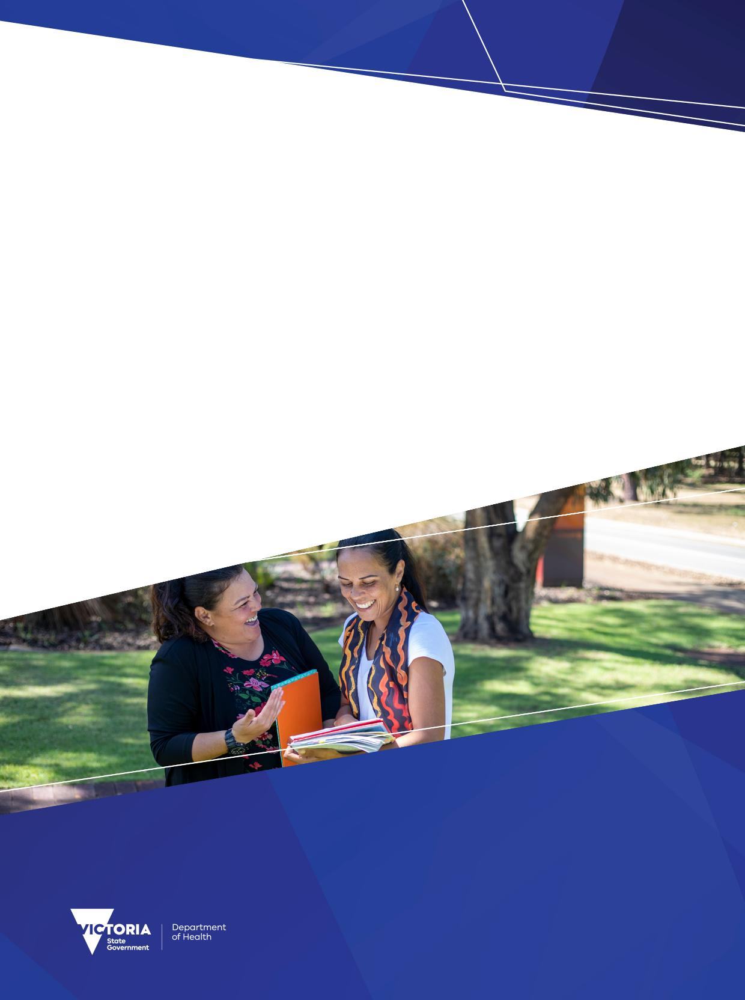 VICTORIA
State
Government
Department
of Health